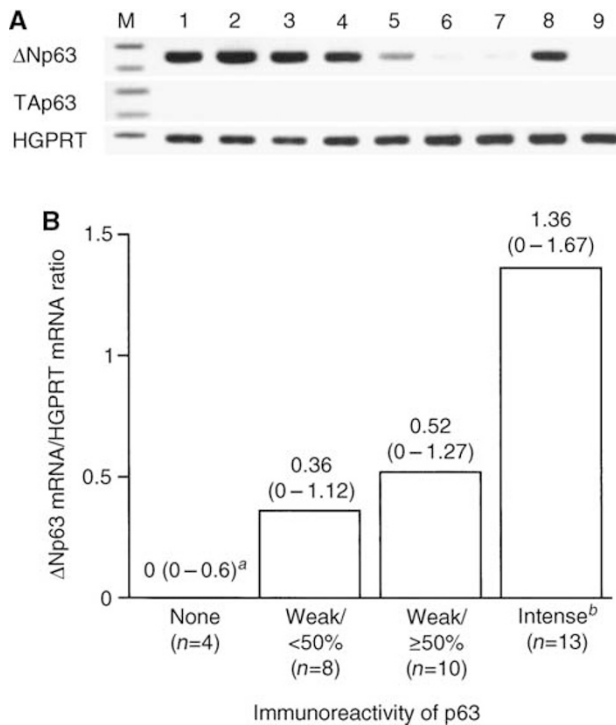 A
M 1 2 3 4 5 6 7 8 9
ΔNp63
TAp63
HGPRT
B
ΔNp63 mRNA/HGPRT mRNA ratio
1.5
1
0.5
0
0 (0–0.6)a
0.36
(0–1.12)
0.52
(0–1.27)
1.36
(0–1.67)
None
(n=4)
Weak/
<50%
(n=8)
Weak/
≥50%
(n=10)
Intenseb
(n=13)
Immunoreactivity of p63